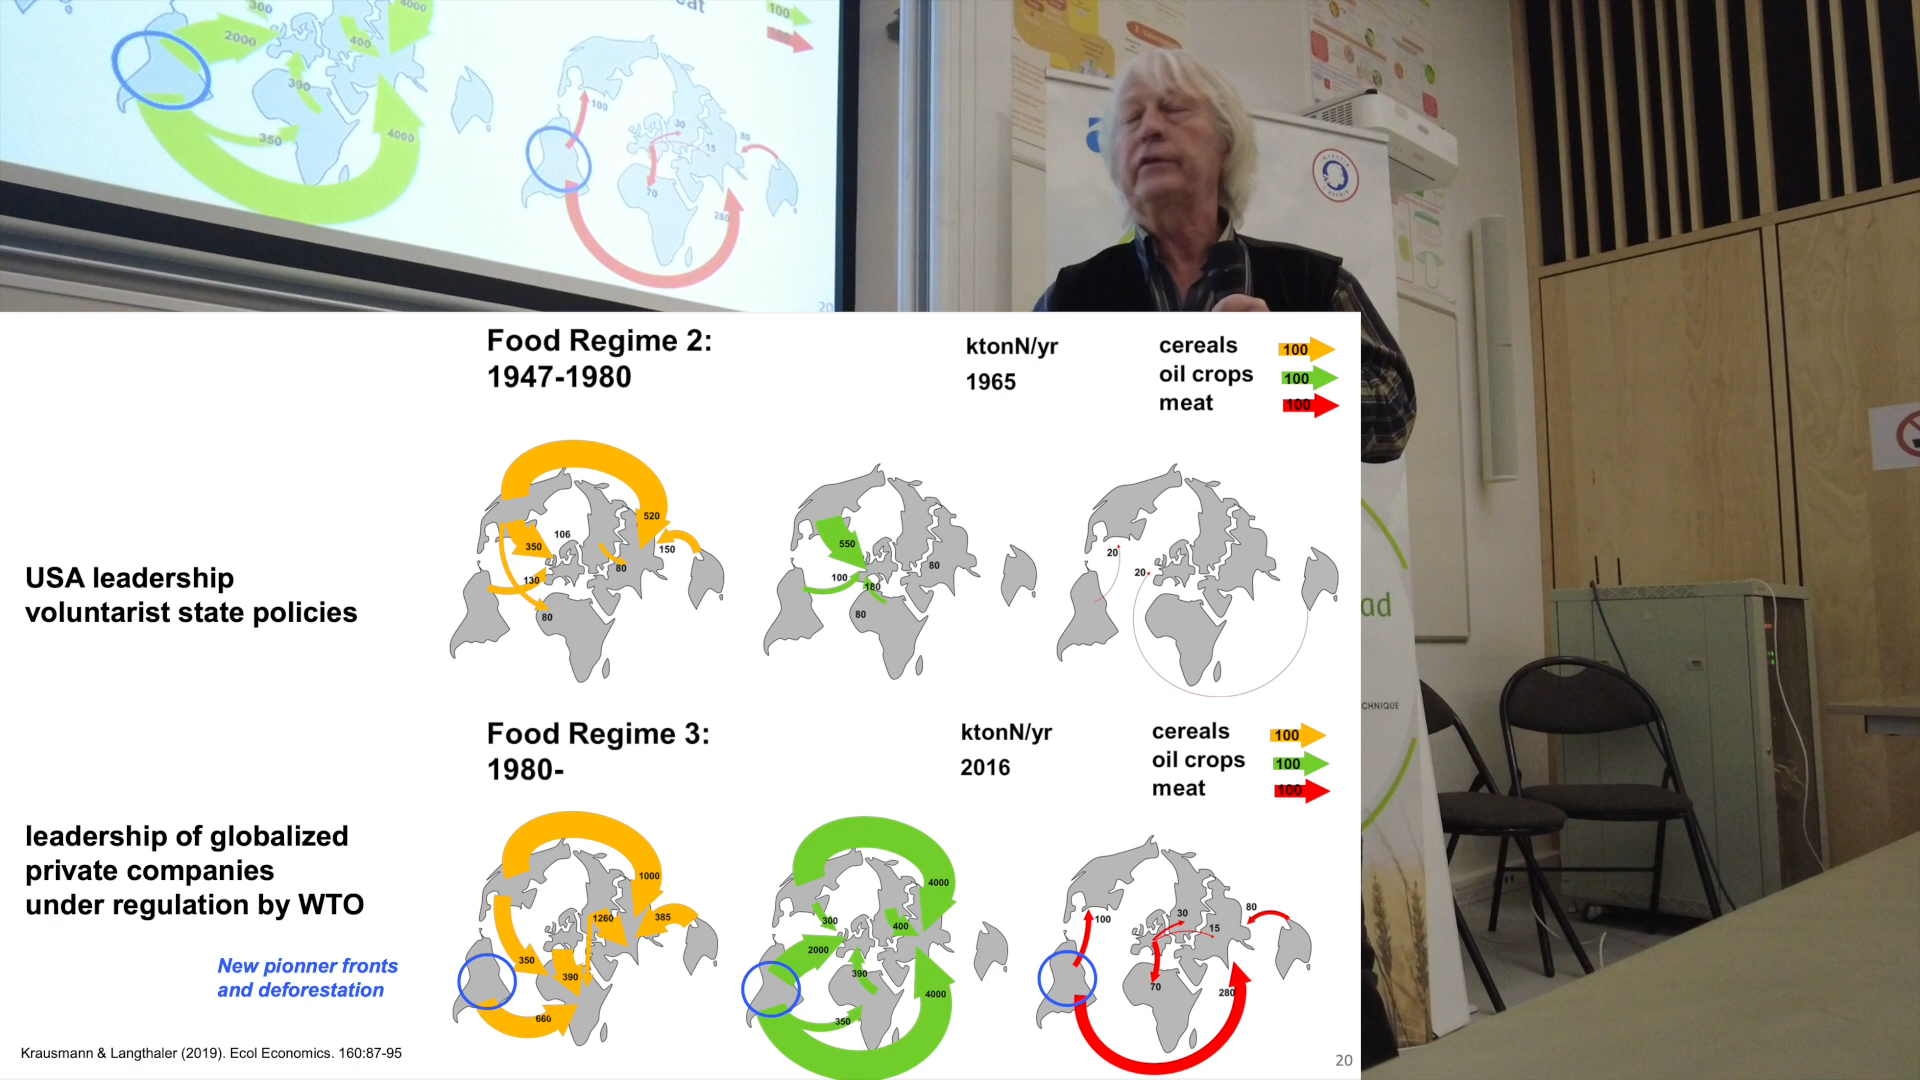 300
4000
2000
400
390
350
4000
eat
100
100
30
15
80
70
280
20
Food Regime 2:
1947-1980
ktonN/yr
1965
cereals 100
oil crops 100
meat 100
USA leadership
voluntarist state policies
520
106
350
150
130
80
80
550
100
180
80
80
20
20
Food Regime 3:
1980-
ktonN/yr
2016
cereals 100
oil crops 100
meat 100
leadership of globalized
private companies
under regulation by WTO
New pionner fronts
and deforestation
1000
1260
385
350
390
660
4000
300
400
2000
390
4000
350
100
30
80
15
70
280
Krausmann & Langthaler (2019). Ecol Economics. 160:87-95
20
ad
CHNIQUE